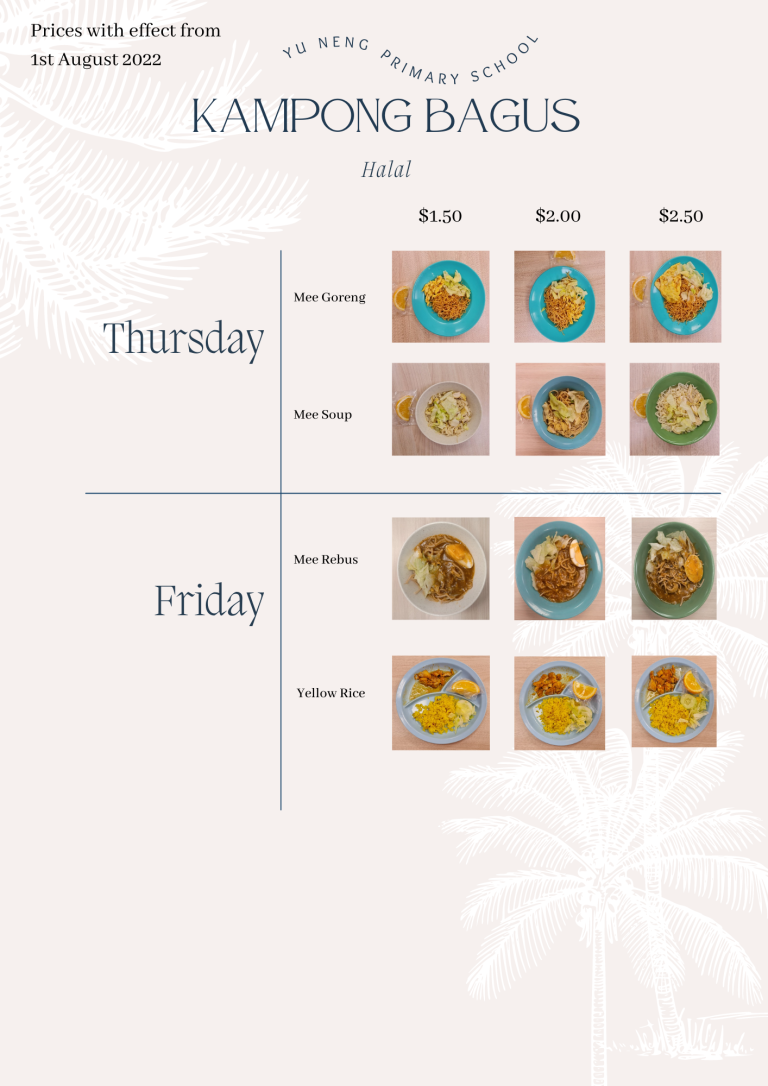 Prices with effect from
1st August 2022
YU NENG PRIMARY SCHOOL
KAMPONG BAGUS
Halal
$1.50 $2.00 $2.50
Thursday
Mee Goreng
Mee Soup
Friday
Mee Rebus
Yellow Rice